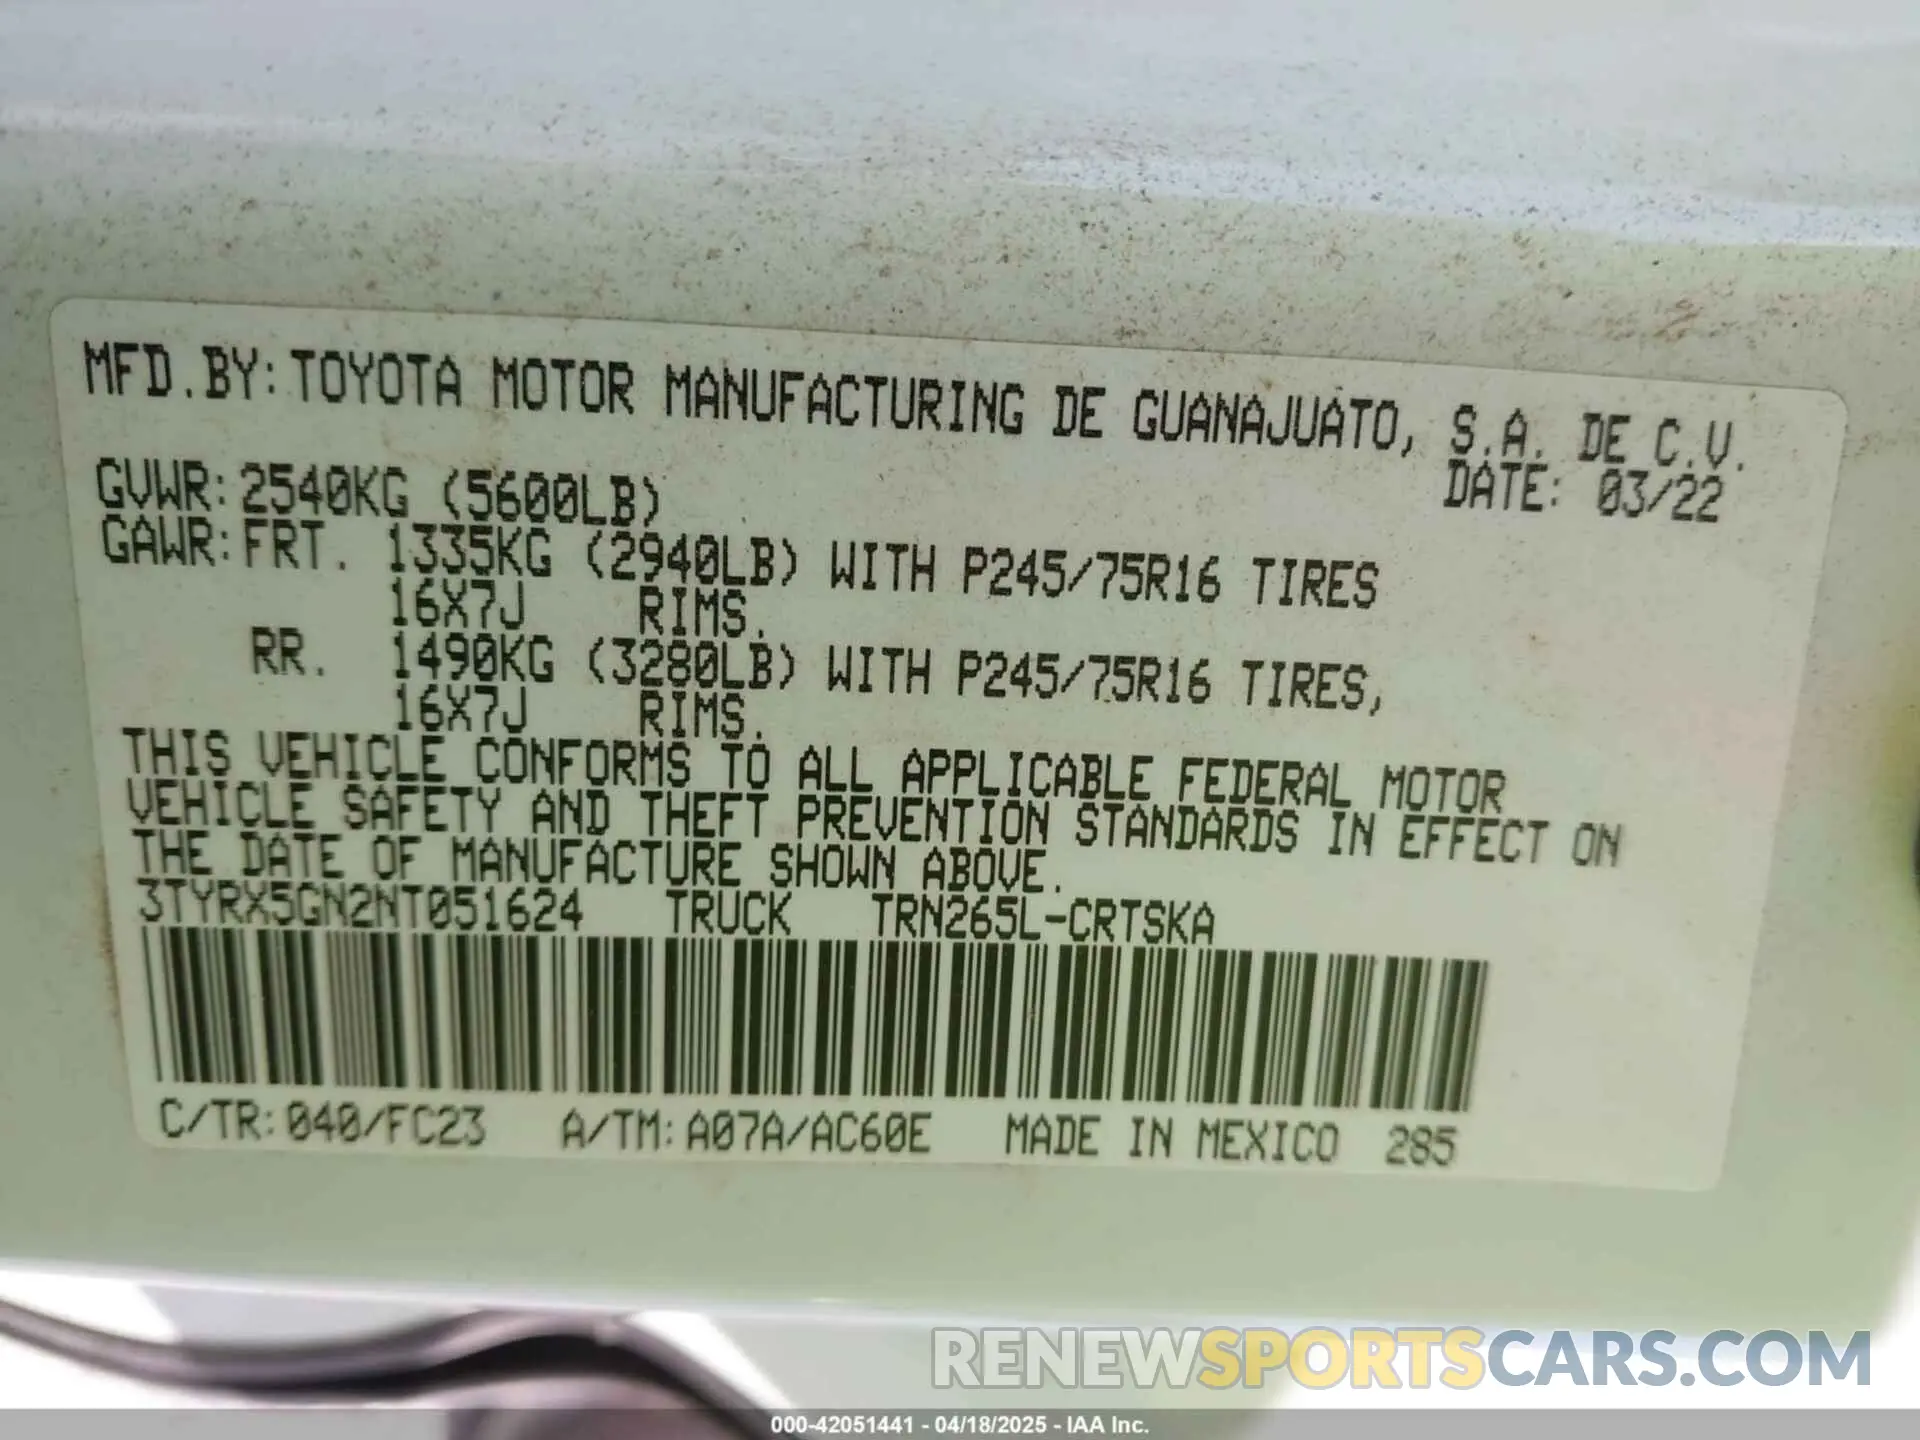 MFD.BY:TOYOTA MOTOR MANUFACTURING DE GUANAJUATO, S.A. DE C.V.
GVWR:2540KG (5600LB) DATE: 03/22
GAWR:FRT. 1335KG (2940LB) WITH P245/75R16 TIRES
16X7J RIMS.
RR. 1490KG (3280LB) WITH P245/75R16 TIRES,
16X7J RIMS.
THIS VEHICLE CONFORMS TO ALL APPLICABLE FEDERAL MOTOR
VEHICLE SAFETY AND THEFT PREVENTION STANDARDS IN EFFECT ON
THE DATE OF MANUFACTURE SHOWN ABOVE.
3TYRX5GN2NT051624 TRUCK TRN265L-CRTSKA
C/TR:040/FC23 A/TM:A07A/AC60E MADE IN MEXICO 285
RENEWSPORTSCARS.COM
000-42051441 - 04/18/2025 - IAA Inc.